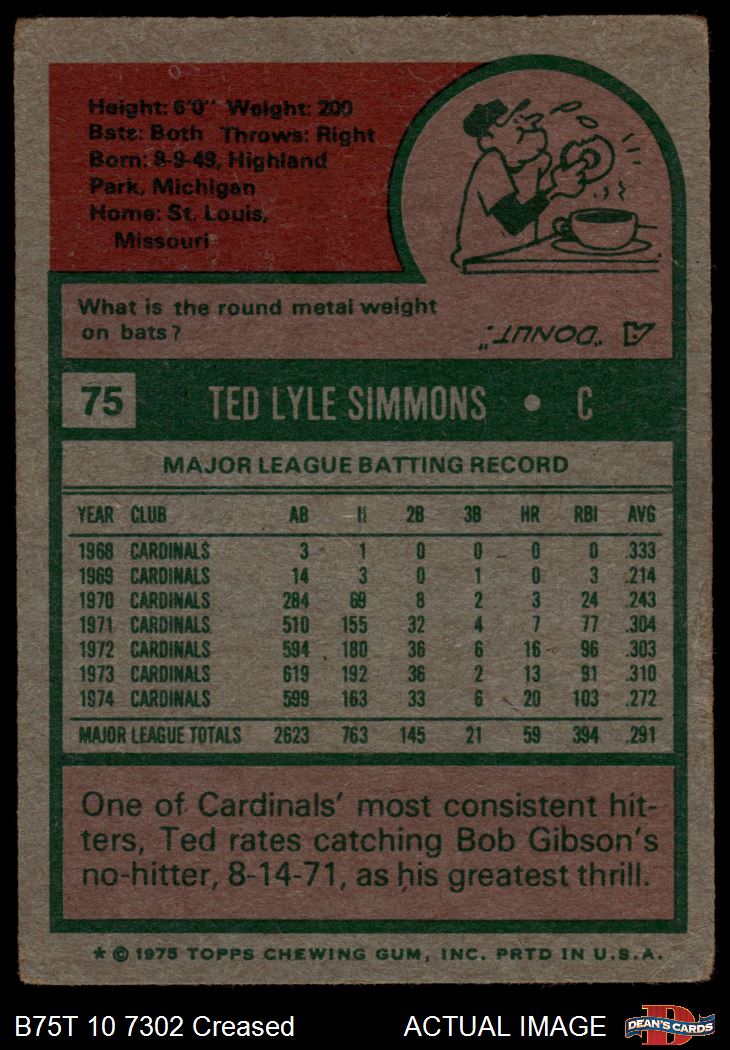 Height: 6'0" Weight: 200
Bats: Both Throws: Right
Born: 8-9-49, Highland
Park, Michigan
Home: St. Louis,
Missouri
What is the round metal weight
on bats?
A "DONUT."
75 TED LYLE SIMMONS • C
MAJOR LEAGUE BATTING RECORD
YEAR CLUB AB H 2B 3B HR RBI AVG
1968 CARDINALS 3 1 0 0 0 0 .333
1969 CARDINALS 14 3 0 1 0 3 .214
1970 CARDINALS 284 69 8 2 3 24 .243
1971 CARDINALS 510 155 32 4 7 77 .304
1972 CARDINALS 594 180 36 6 16 96 .303
1973 CARDINALS 619 192 36 2 13 91 .310
1974 CARDINALS 599 163 33 6 20 103 .272
MAJOR LEAGUE TOTALS 2623 763 145 21 59 394 .291
One of Cardinals' most consistent hit-
ters, Ted rates catching Bob Gibson's
no-hitter, 8-14-71, as his greatest thrill.
* © 1975 TOPPS CHEWING GUM, INC. PRTD IN U.S.A.
B75T 10 7302 Creased ACTUAL IMAGE
DEAN'S CARDS